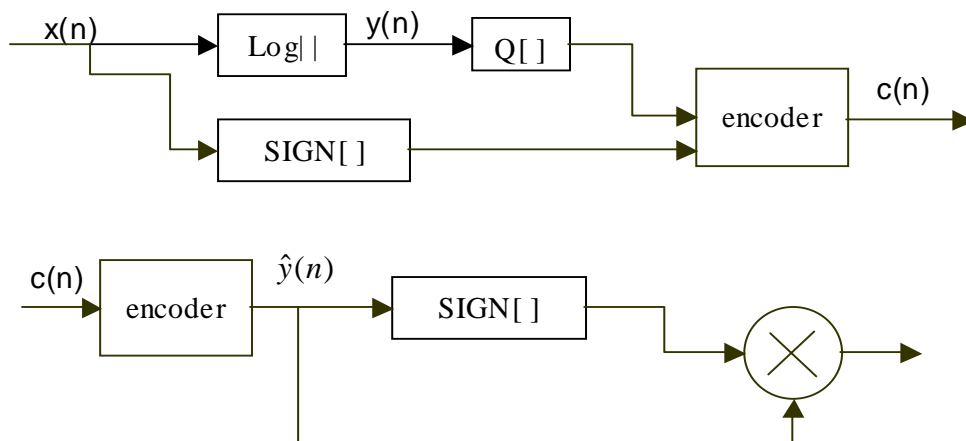 x(n)
Log||
y(n)
Q[ ]
SIGN[ ]
encoder
c(n)
c(n)
encoder
ŷ(n)
SIGN[ ]